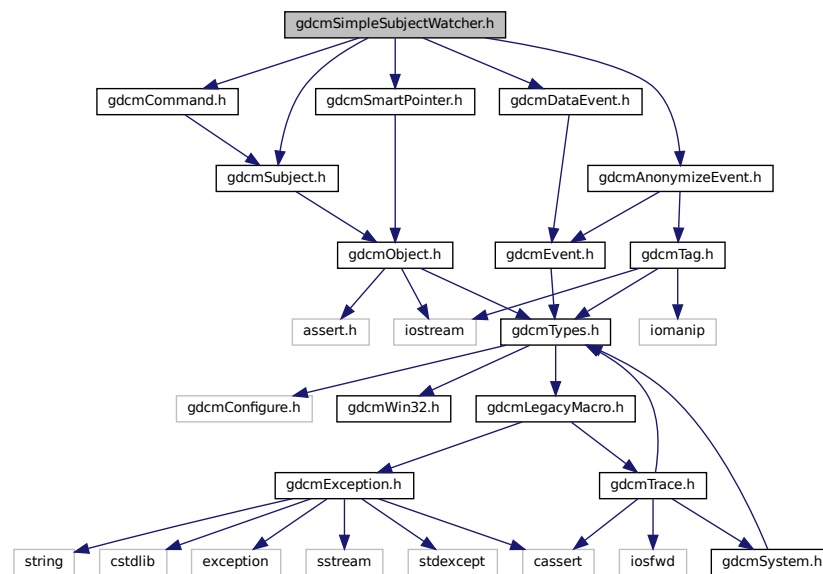 gdcmSimpleSubjectWatcher.h
gdcmCommand.h
gdcmSmartPointer.h
gdcmDataEvent.h
gdcmSubject.h
gdcmAnonymizeEvent.h
gdcmObject.h
gdcmEvent.h
gdcmTag.h
assert.h
iostream
gdcmTypes.h
iomanip
gdcmConfigure.h
gdcmWin32.h
gdcmLegacyMacro.h
gdcmException.h
gdcmTrace.h
string
cstdlib
exception
sstream
stdexcept
cassert
iosfwd
gdcmSystem.h